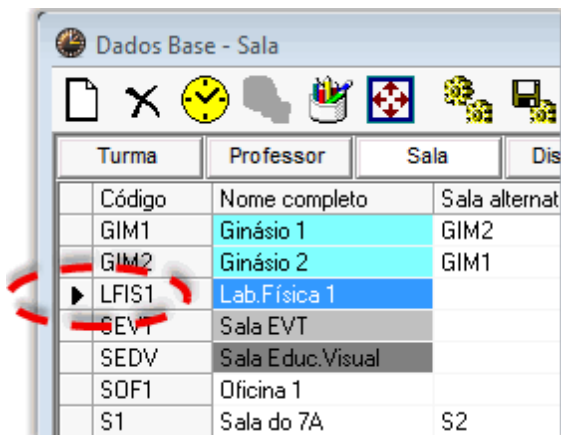 Dados Base - Sala
Turma Professor Sala Dis
Código Nome completo Sala alternat
GIM1 Ginásio 1 GIM2
GIM2 Ginásio 2 GIM1
LFIS1 Lab.Física 1
SEVT Sala EVT
SEDV Sala Educ.Visual
SOF1 Oficina 1
S1 Sala do 7A S2